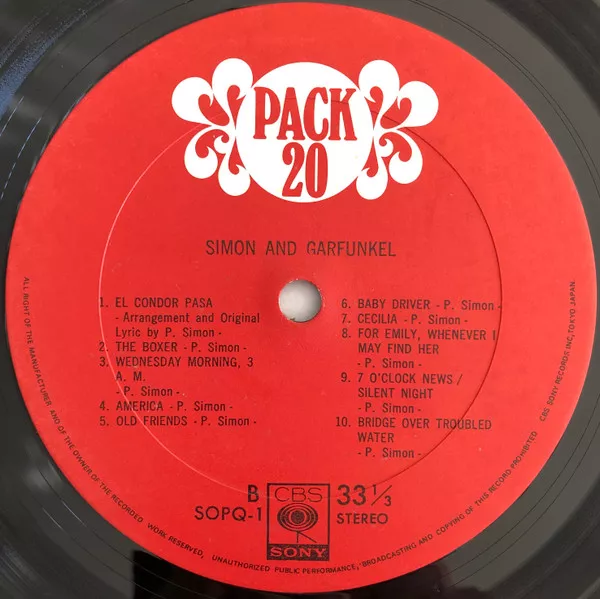 PACK
20
SIMON AND GARFUNKEL
1. EL CONDOR PASA
- Arrangement and Original
Lyric by P. Simon -
2. THE BOXER - P. Simon -
3. WEDNESDAY MORNING, 3
A. M.
- P. Simon -
4. AMERICA - P. Simon -
5. OLD FRIENDS - P. Simon -
6. BABY DRIVER - P. Simon -
7. CECILIA - P. Simon -
8. FOR EMILY, WHENEVER I
MAY FIND HER
- P. Simon -
9. 7 O'CLOCK NEWS /
SILENT NIGHT
- P. Simon -
10. BRIDGE OVER TROUBLED
WATER
- P. Simon -
B
SOPQ-1
CBS
SONY
33 1/3
STEREO
ALL RIGHT OF THE MANUFACTURER AND OF THE OWNER OF THE RECORDED WORK RESERVED, UNAUTHORIZED PUBLIC PERFORMANCE, BROADCASTING AND COPYING OF THIS RECORD PROHIBITED
CBS SONY RECORDS INC, TOKYO JAPAN.